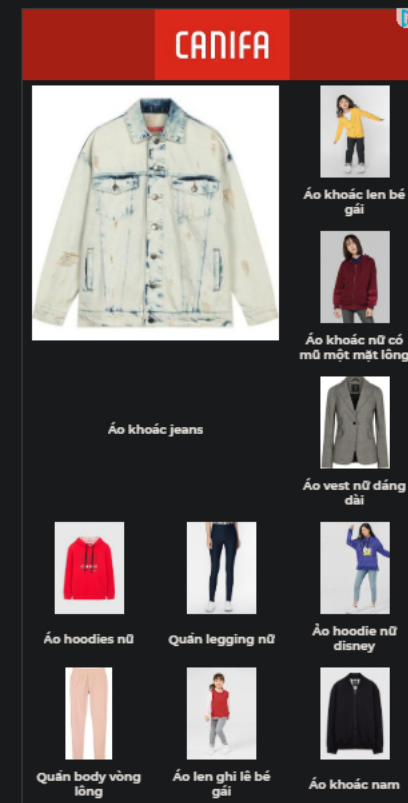 CANIFA
Áo khoác len bé
gái
Áo khoác nữ có
mũ một mặt lông
Áo khoác jeans
Áo vest nữ dáng
dài
Áo hoodies nữ
Quần legging nữ
Áo hoodie nữ
disney
Quần body vòng
lông
Áo len ghi lê bé
gái
Áo khoác nam